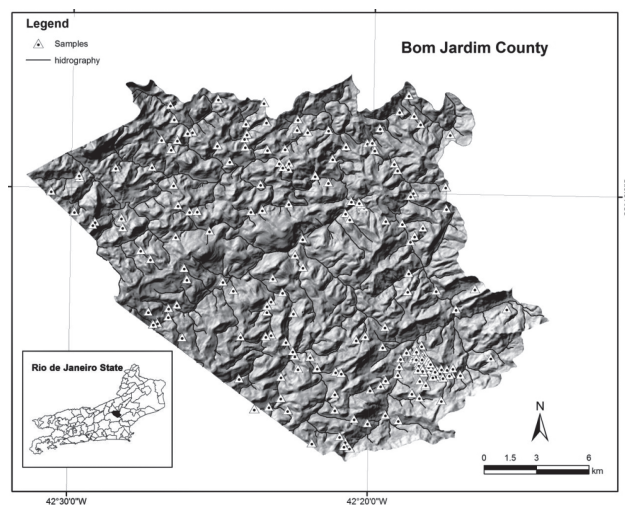 Legend
Samples
hidrography
Bom Jardim County
Rio de Janeiro State
N
0 1.5 3 6
km
42°30'0"W
42°20'0"W